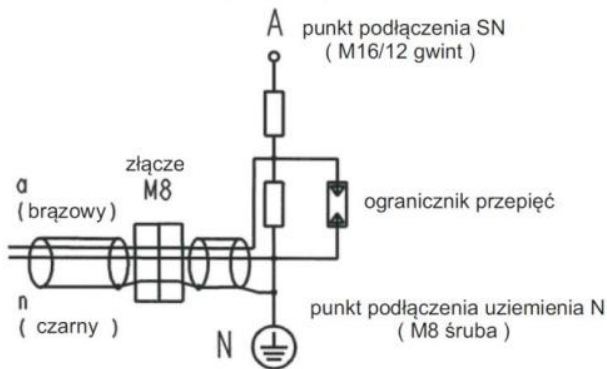 A
punkt podłączenia SN
( M16/12 gwint )
złącze
M8
a
( brązowy )
ogranicznik przepięć
n
( czarny )
N
punkt podłączenia uziemienia N
( M8 śruba )